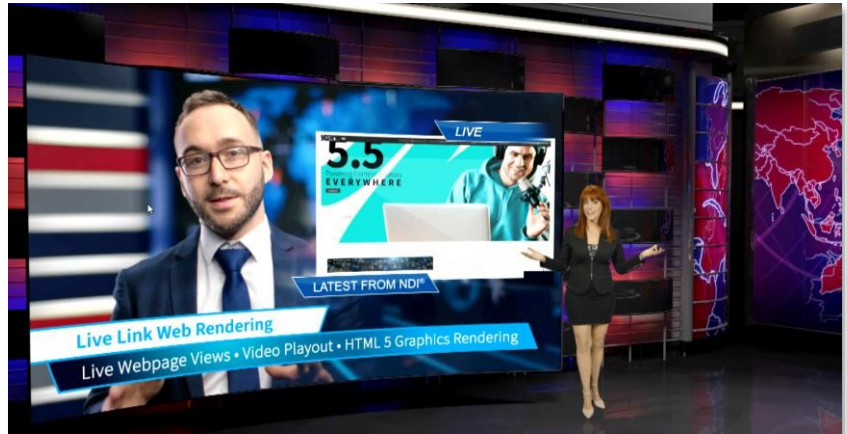 LIVE
5.5
EVERYWHERE
LATEST FROM NDI®
Live Link Web Rendering
Live Webpage Views • Video Playout • HTML 5 Graphics Rendering